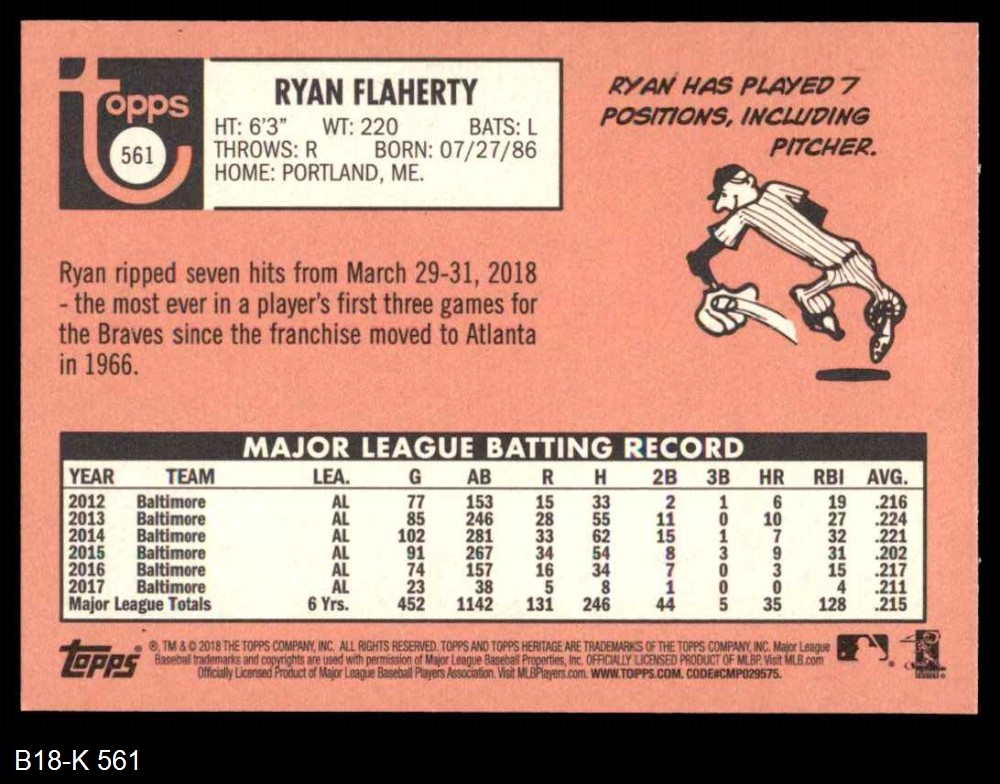 topps
561
RYAN FLAHERTY
HT: 6'3" WT: 220 BATS: L
THROWS: R BORN: 07/27/86
HOME: PORTLAND, ME.
RYAN HAS PLAYED 7
POSITIONS, INCLUDING
PITCHER.
Ryan ripped seven hits from March 29-31, 2018
- the most ever in a player's first three games for
the Braves since the franchise moved to Atlanta
in 1966.
MAJOR LEAGUE BATTING RECORD
YEAR TEAM LEA. G AB R H 2B 3B HR RBI AVG.
2012 Baltimore AL 77 153 15 33 2 1 6 19 .216
2013 Baltimore AL 85 246 28 55 11 0 10 27 .224
2014 Baltimore AL 102 281 33 62 15 1 7 32 .221
2015 Baltimore AL 91 267 34 54 8 3 9 31 .202
2016 Baltimore AL 74 157 16 34 7 0 3 15 .217
2017 Baltimore AL 23 38 5 8 1 0 0 4 .211
Major League Totals 6 Yrs. 452 1142 131 246 44 5 35 128 .215
topps®
®, TM & © 2018 THE TOPPS COMPANY, INC. ALL RIGHTS RESERVED. TOPPS AND TOPPS HERITAGE ARE TRADEMARKS OF THE TOPPS COMPANY, INC. Major League
Baseball trademarks and copyrights are used with permission of Major League Baseball Properties, Inc. OFFICIALLY LICENSED PRODUCT OF MLBP. Visit MLB.com
Officially Licensed Product of Major League Baseball Players Association. Visit MLBPlayers.com. WWW.TOPPS.COM. CODE#CMP029575.
B18-K 561